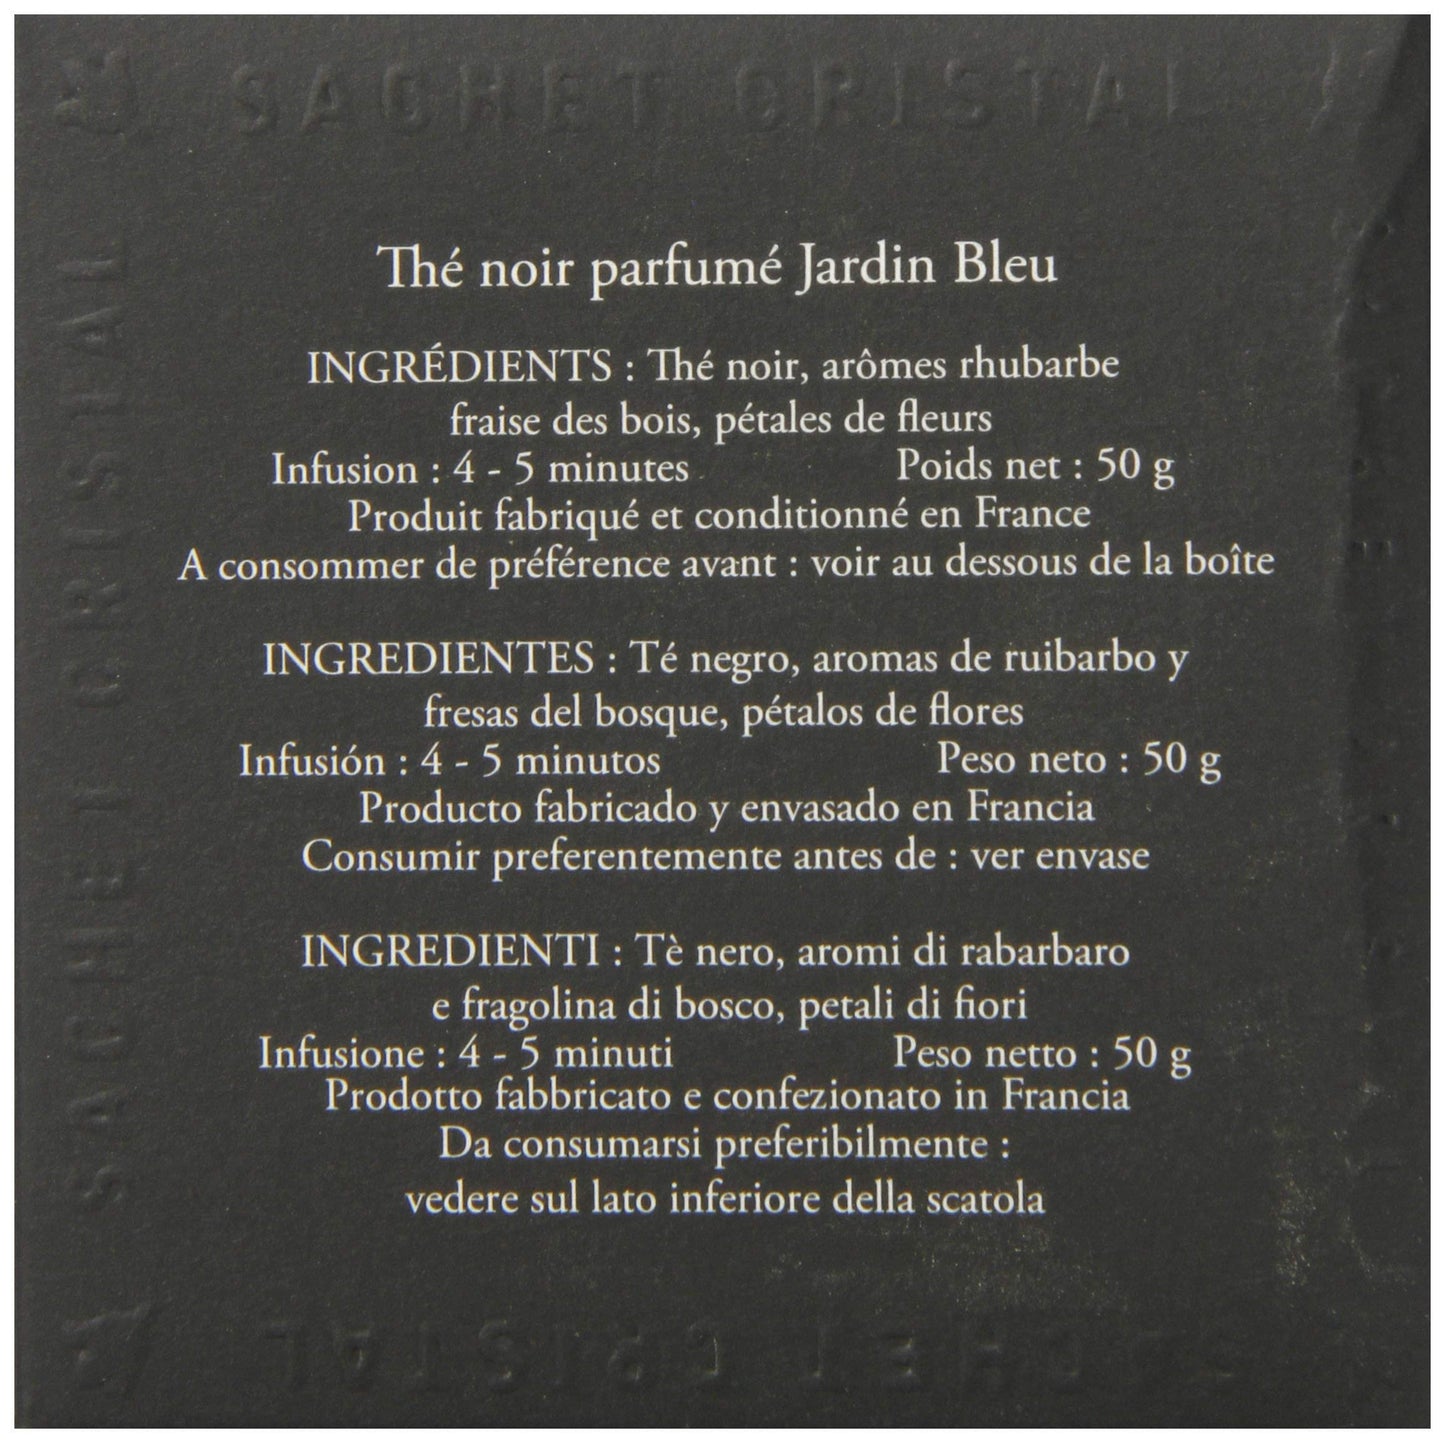 SACHET CRISTAL
SACHET CRISTAL
Thé noir parfumé Jardin Bleu
INGRÉDIENTS : Thé noir, arômes rhubarbe
fraise des bois, pétales de fleurs
Infusion : 4 - 5 minutes Poids net : 50 g
Produit fabriqué et conditionné en France
A consommer de préférence avant : voir au dessous de la boîte
INGREDIENTES : Té negro, aromas de ruibarbo y
fresas del bosque, pétalos de flores
Infusión : 4 - 5 minutos Peso neto : 50 g
Producto fabricado y envasado en Francia
Consumir preferentemente antes de : ver envase
INGREDIENTI : Tè nero, aromi di rabarbaro
e fragolina di bosco, petali di fiori
Infusione : 4 - 5 minuti Peso netto : 50 g
Prodotto fabbricato e confezionato in Francia
Da consumarsi preferibilmente :
vedere sul lato inferiore della scatola
SACHET CRISTAL